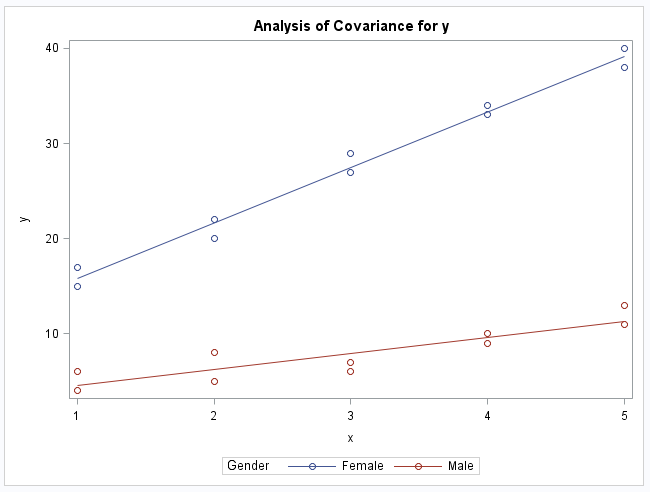 Analysis of Covariance for y
40
30
20
10
y
1 2 3 4 5
x
Gender Female Male